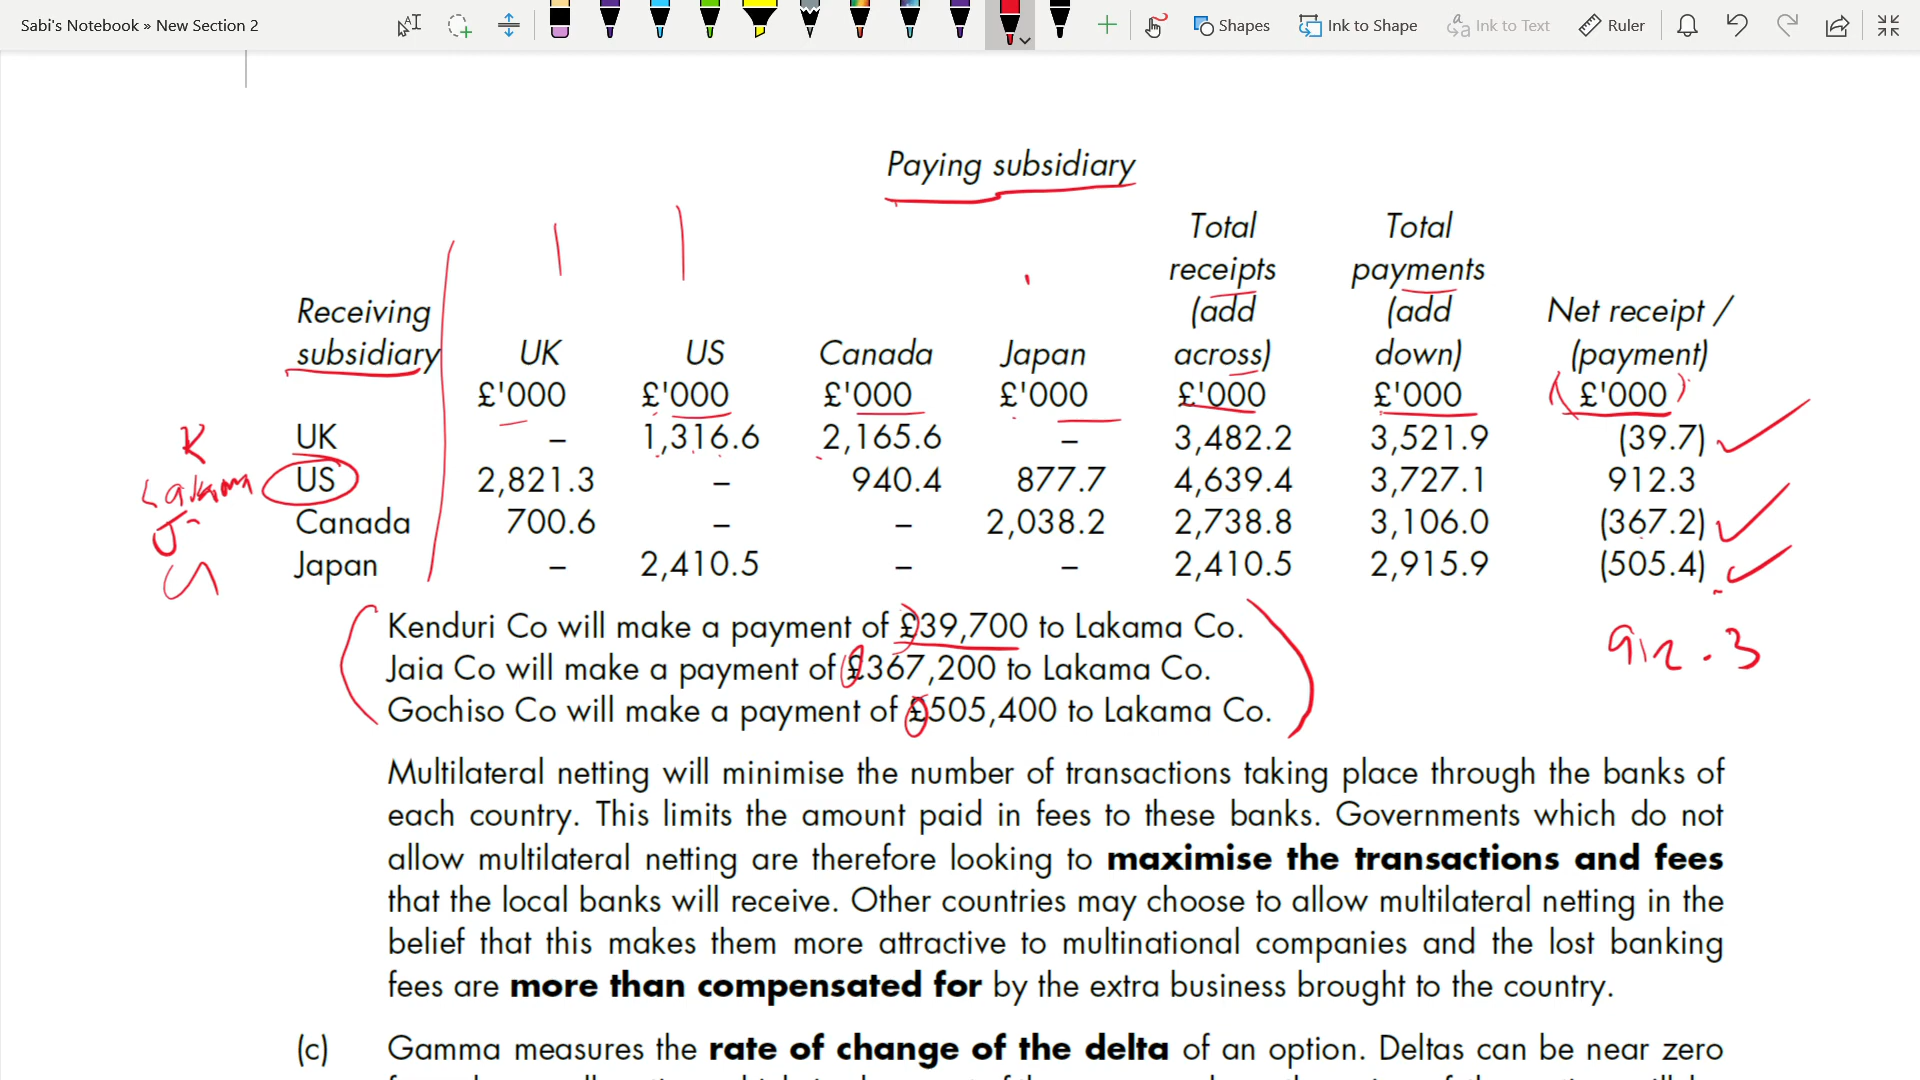 Sabi's Notebook » New Section 2
Shapes
Ink to Shape
Ink to Text
Ruler
Paying subsidiary
Total Total
receipts payments
Receiving (add (add Net receipt /
subsidiary UK US Canada Japan across) down) (payment)
£'000 £'000 £'000 £'000 £'000 £'000 £'000
K UK – 1,316.6 2,165.6 – 3,482.2 3,521.9 (39.7)
Lakama US 2,821.3 – 940.4 877.7 4,639.4 3,727.1 912.3
J Canada 700.6 – – 2,038.2 2,738.8 3,106.0 (367.2)
G Japan – 2,410.5 – – 2,410.5 2,915.9 (505.4)
Kenduri Co will make a payment of £39,700 to Lakama Co.
912.3
Jaia Co will make a payment of £367,200 to Lakama Co.
Gochiso Co will make a payment of £505,400 to Lakama Co.
Multilateral netting will minimise the number of transactions taking place through the banks of
each country. This limits the amount paid in fees to these banks. Governments which do not
allow multilateral netting are therefore looking to maximise the transactions and fees
that the local banks will receive. Other countries may choose to allow multilateral netting in the
belief that this makes them more attractive to multinational companies and the lost banking
fees are more than compensated for by the extra business brought to the country.
(c) Gamma measures the rate of change of the delta of an option. Deltas can be near zero